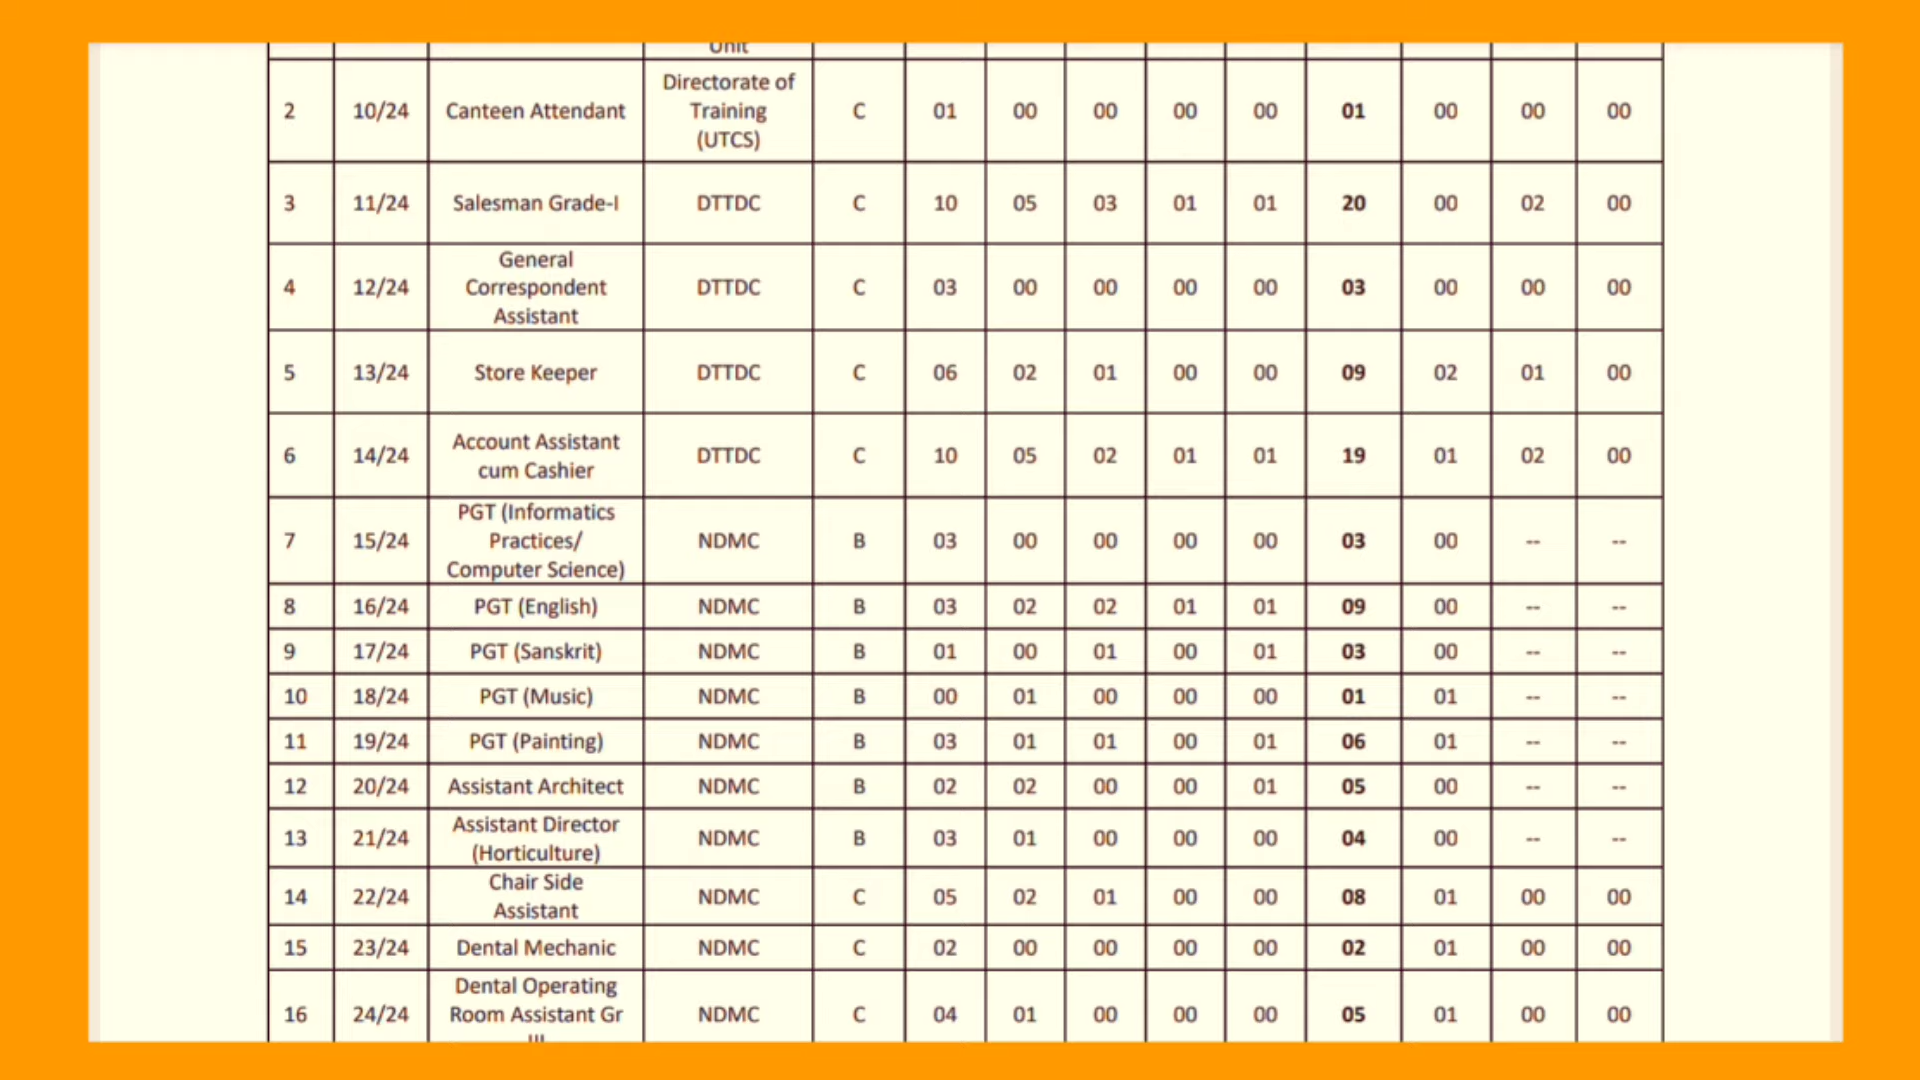 Unit
2 10/24 Canteen Attendant Directorate of Training (UTCS) C 01 00 00 00 00 01 00 00 00
3 11/24 Salesman Grade-I DTTDC C 10 05 03 01 01 20 00 02 00
4 12/24 General Correspondent Assistant DTTDC C 03 00 00 00 00 03 00 00 00
5 13/24 Store Keeper DTTDC C 06 02 01 00 00 09 02 01 00
6 14/24 Account Assistant cum Cashier DTTDC C 10 05 02 01 01 19 01 02 00
7 15/24 PGT (Informatics Practices/ Computer Science) NDMC B 03 00 00 00 00 03 00 -- --
8 16/24 PGT (English) NDMC B 03 02 02 01 01 09 00 -- --
9 17/24 PGT (Sanskrit) NDMC B 01 00 01 00 01 03 00 -- --
10 18/24 PGT (Music) NDMC B 00 01 00 00 00 01 01 -- --
11 19/24 PGT (Painting) NDMC B 03 01 01 00 01 06 01 -- --
12 20/24 Assistant Architect NDMC B 02 02 00 00 01 05 00 -- --
13 21/24 Assistant Director (Horticulture) NDMC B 03 01 00 00 00 04 00 -- --
14 22/24 Chair Side Assistant NDMC C 05 02 01 00 00 08 01 00 00
15 23/24 Dental Mechanic NDMC C 02 00 00 00 00 02 01 00 00
16 24/24 Dental Operating Room Assistant Gr III NDMC C 04 01 00 00 00 05 01 00 00